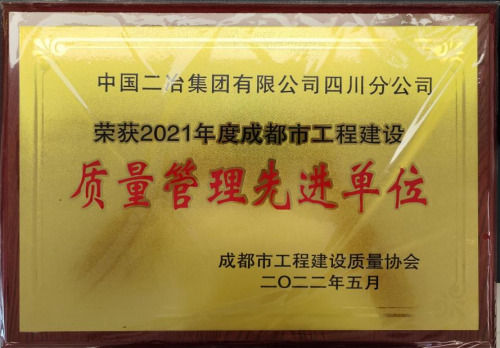 中国二冶集团有限公司四川分公司
荣获2021年度成都市工程建设
质量管理先进单位
成都市工程建设质量协会
二〇二二年五月